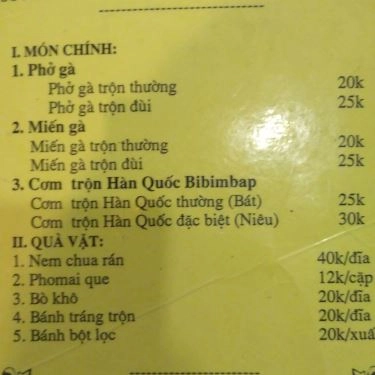 I. MÓN CHÍNH:
1. Phở gà
Phở gà trộn thường 20k
Phở gà trộn đùi 25k
2. Miến gà
Miến gà trộn thường 20k
Miến gà trộn đùi 25k
3. Cơm trộn Hàn Quốc Bibimbap
Cơm trộn Hàn Quốc thường (Bát) 25k
Cơm trộn Hàn Quốc đặc biệt (Niêu) 30k
II. QUÀ VẶT:
1. Nem chua rán 40k/đĩa
2. Phomai que 12k/cặp
3. Bò khô 20k/đĩa
4. Bánh tráng trộn 20k/đĩa
5. Bánh bột lọc 20k/xuấ